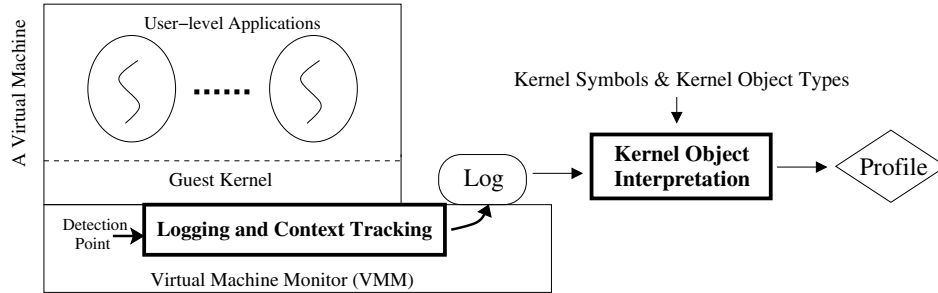 A Virtual Machine
User-level Applications
Guest Kernel
Detection
Point
Logging and Context Tracking
Virtual Machine Monitor (VMM)
Log
Kernel Symbols & Kernel Object Types
Kernel Object
Interpretation
Profile